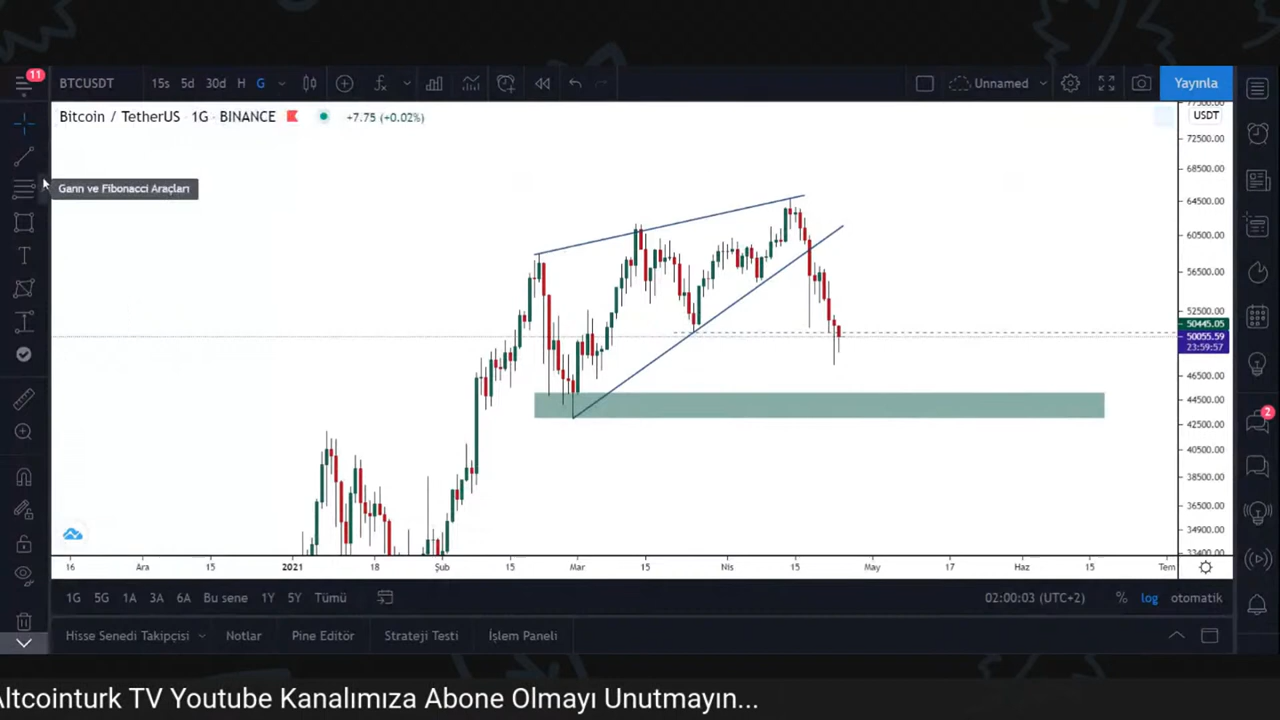 11
BTCUSDT 15s 5d 30d H G Unnamed Yayınla
Bitcoin / TetherUS · 1G · BINANCE +7.75 (+0.02%)
USDT
72500.00
Gann ve Fibonacci Araçları
68500.00
64500.00
60500.00
56500.00
52500.00
50445.05
50055.59
23:59:57
46500.00
44500.00
2
42500.00
40500.00
38500.00
36500.00
34900.00
33400.00
16 Ara 15 2021 18 Şub 15 Mar 15 Nis 15 May 17 Haz 15 Tem
1G 5G 1A 3A 6A Bu sene 1Y 5Y Tümü 02:00:03 (UTC+2) % log otomatik
Hisse Senedi Takipçisi Notlar Pine Editör Strateji Testi İşlem Paneli
Altcointurk TV Youtube Kanalımıza Abone Olmayı Unutmayın...